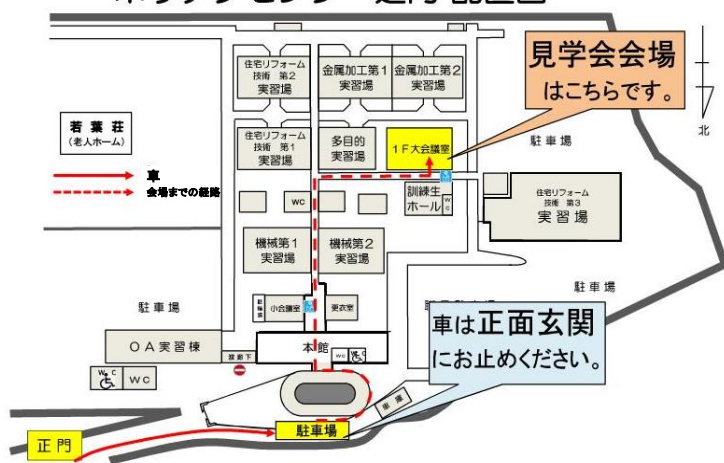 住宅リフォーム
技術 第2
実習場
金属加工第1
実習場
金属加工第2
実習場
見学会会場
はこちらです。
北
若葉荘
(老人ホーム)
住宅リフォーム
技術 第1
実習場
多目的
実習場
1F大会議室
駐車場
車
会場までの経路
WC
訓練生
ホール
WC
住宅リフォーム
技術 第3
実習場
機械第1
実習場
機械第2
実習場
駐車場
駐車場
小会議室
更衣室
車は正面玄関
にお止めください。
OA実習棟
渡廊下
本館
WC
WC
WC
車庫
駐車場
正門